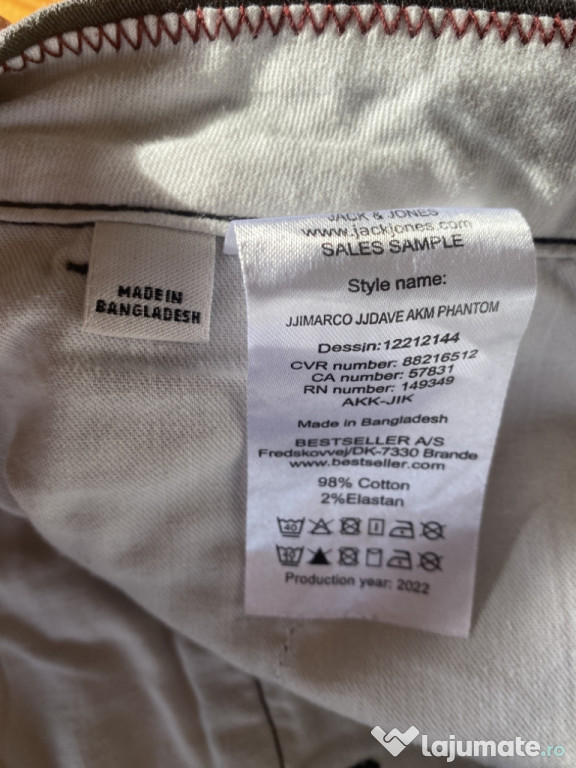 MADE IN
BANGLADESH
JACK & JONES
www.jackjones.com
SALES SAMPLE
Style name:
JJIMARCO JJDAVE AKM PHANTOM
Dessin:12212144
CVR number: 88216512
CA number: 57831
RN number: 149349
AKK-JIK
Made in Bangladesh
BESTSELLER A/S
Fredskovvej/DK-7330 Brande
www.bestseller.com
98% Cotton
2%Elastan
40
Production year: 2022
lajumate.ro